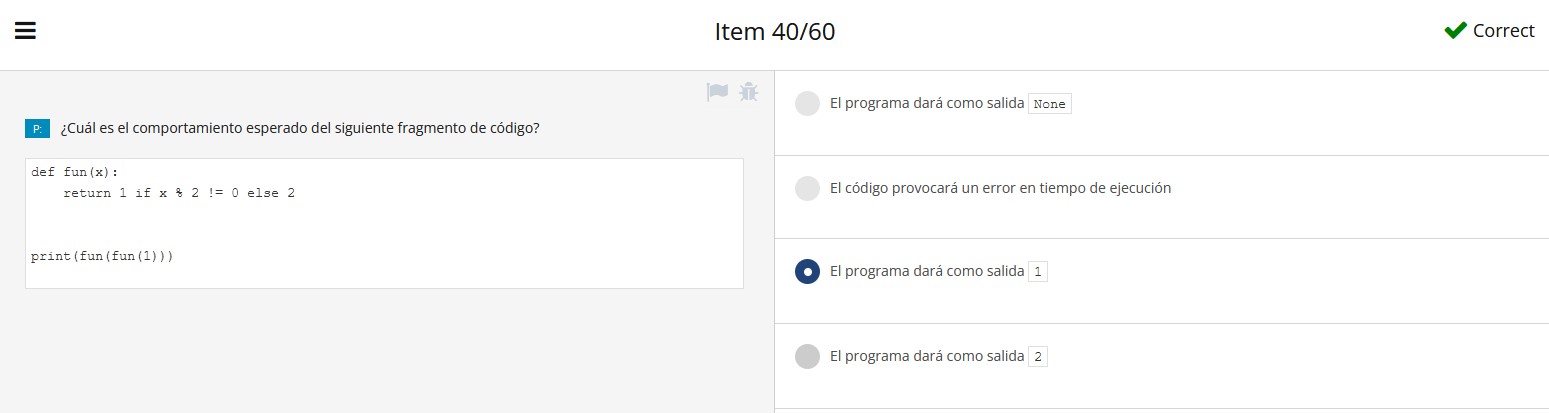 Item 40/60
Correct
P: ¿Cuál es el comportamiento esperado del siguiente fragmento de código?
def fun(x):
    return 1 if x % 2 != 0 else 2
print(fun(fun(1)))
El programa dará como salida None
El código provocará un error en tiempo de ejecución
El programa dará como salida 1
El programa dará como salida 2